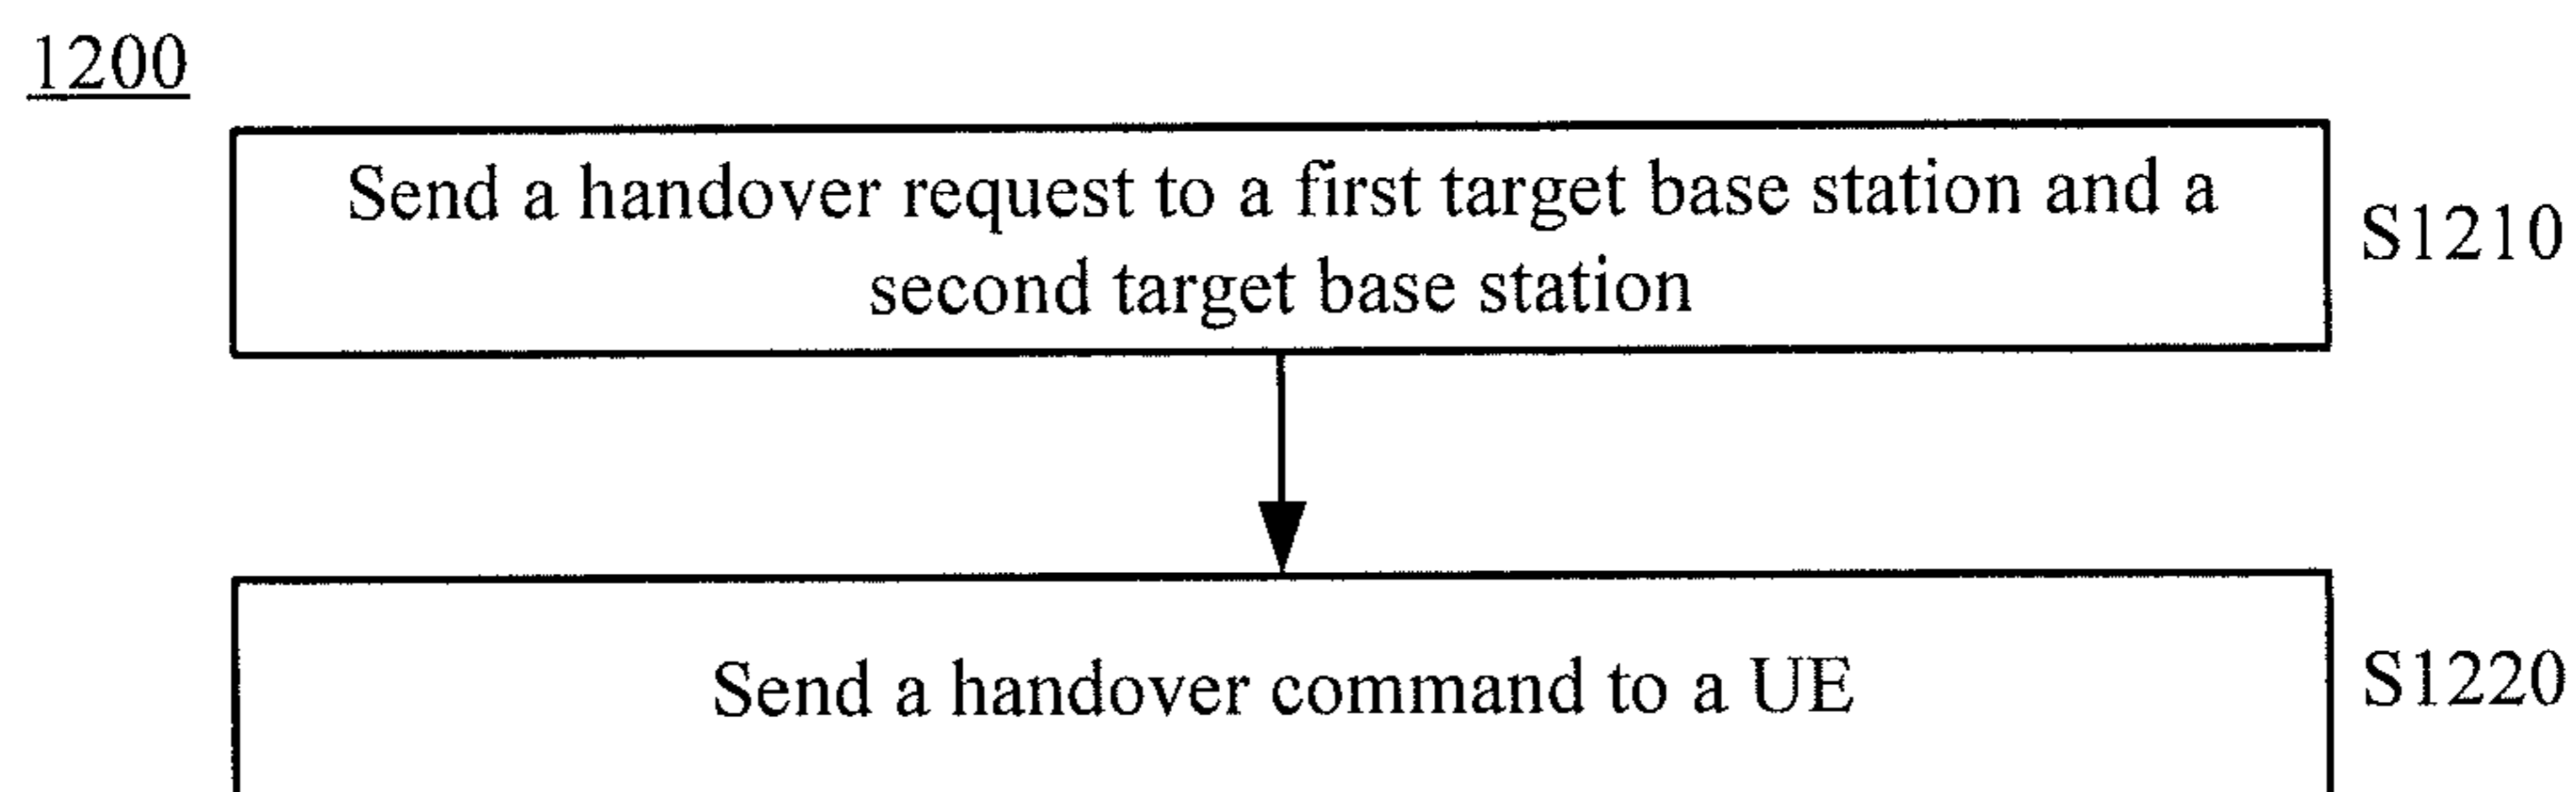 1200
Send a handover request to a first target base station and a
second target base station
S1210
Send a handover command to a UE
S1220